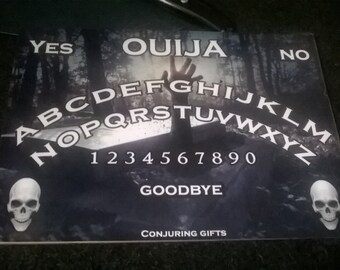 YES OUIJA NO
ABCDEFGHIJKLM
NOPQRSTUVWXYZ
1234567890
GOODBYE
CONJURING GIFTS